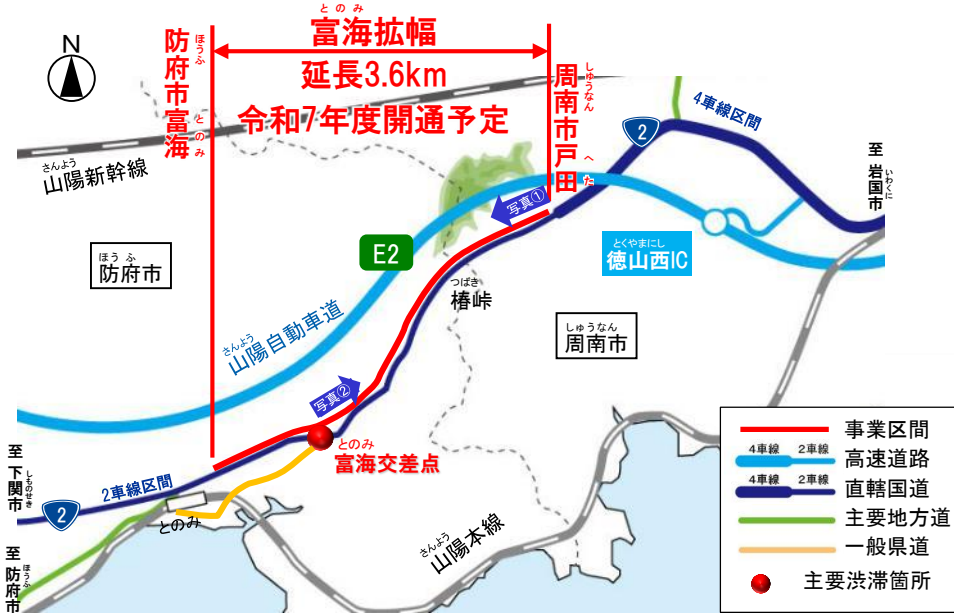 N
とのみ
富海拡幅
延長3.6km
令和7年度開通予定
ほうふ
とのみ
防府市富海
しゅうなん
へた
周南市戸田
2
4車線区間
至 岩国市
いわくに
さんよう
山陽新幹線
写真①
E2
とくやまにし
徳山西IC
ほうふ
防府市
つばき
椿峠
しゅうなん
周南市
さんよう
山陽自動車道
写真②
とのみ
富海交差点
至 下関市
しものせき
2車線区間
2
とのみ
至 防府市
ほうふ
さんよう
山陽本線
事業区間
4車線 2車線
高速道路
4車線 2車線
直轄国道
主要地方道
一般県道
主要渋滞箇所